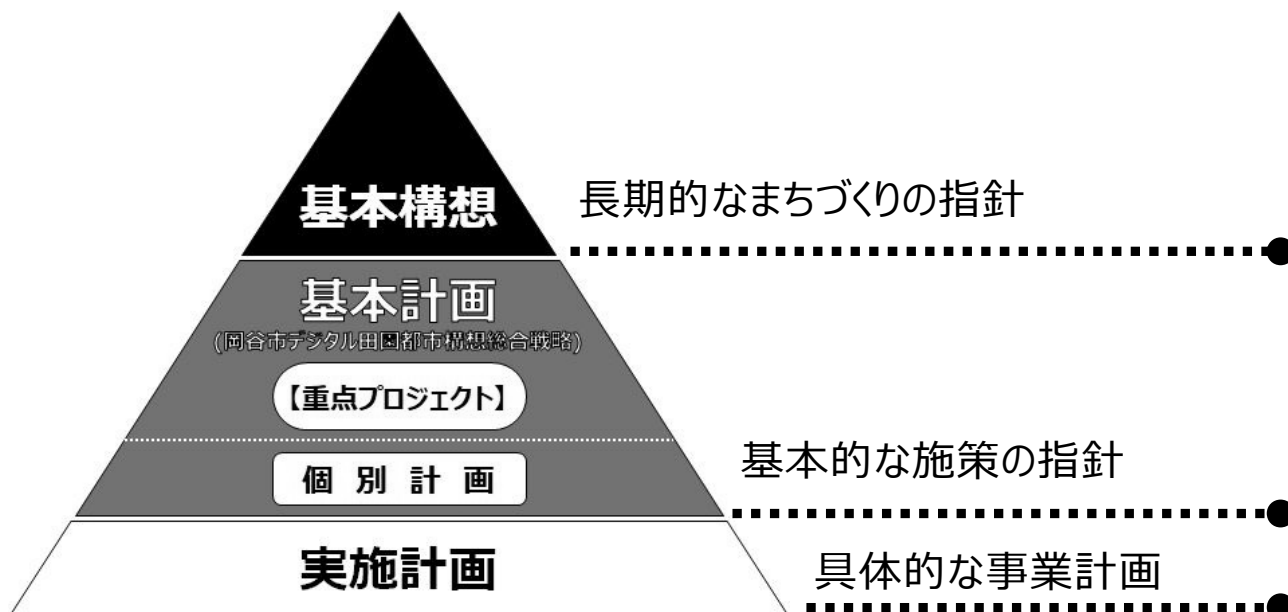 基本構想
長期的なまちづくりの指針
基本計画
(岡谷市デジタル田園都市構想総合戦略)
【重点プロジェクト】
個別計画
基本的な施策の指針
実施計画
具体的な事業計画